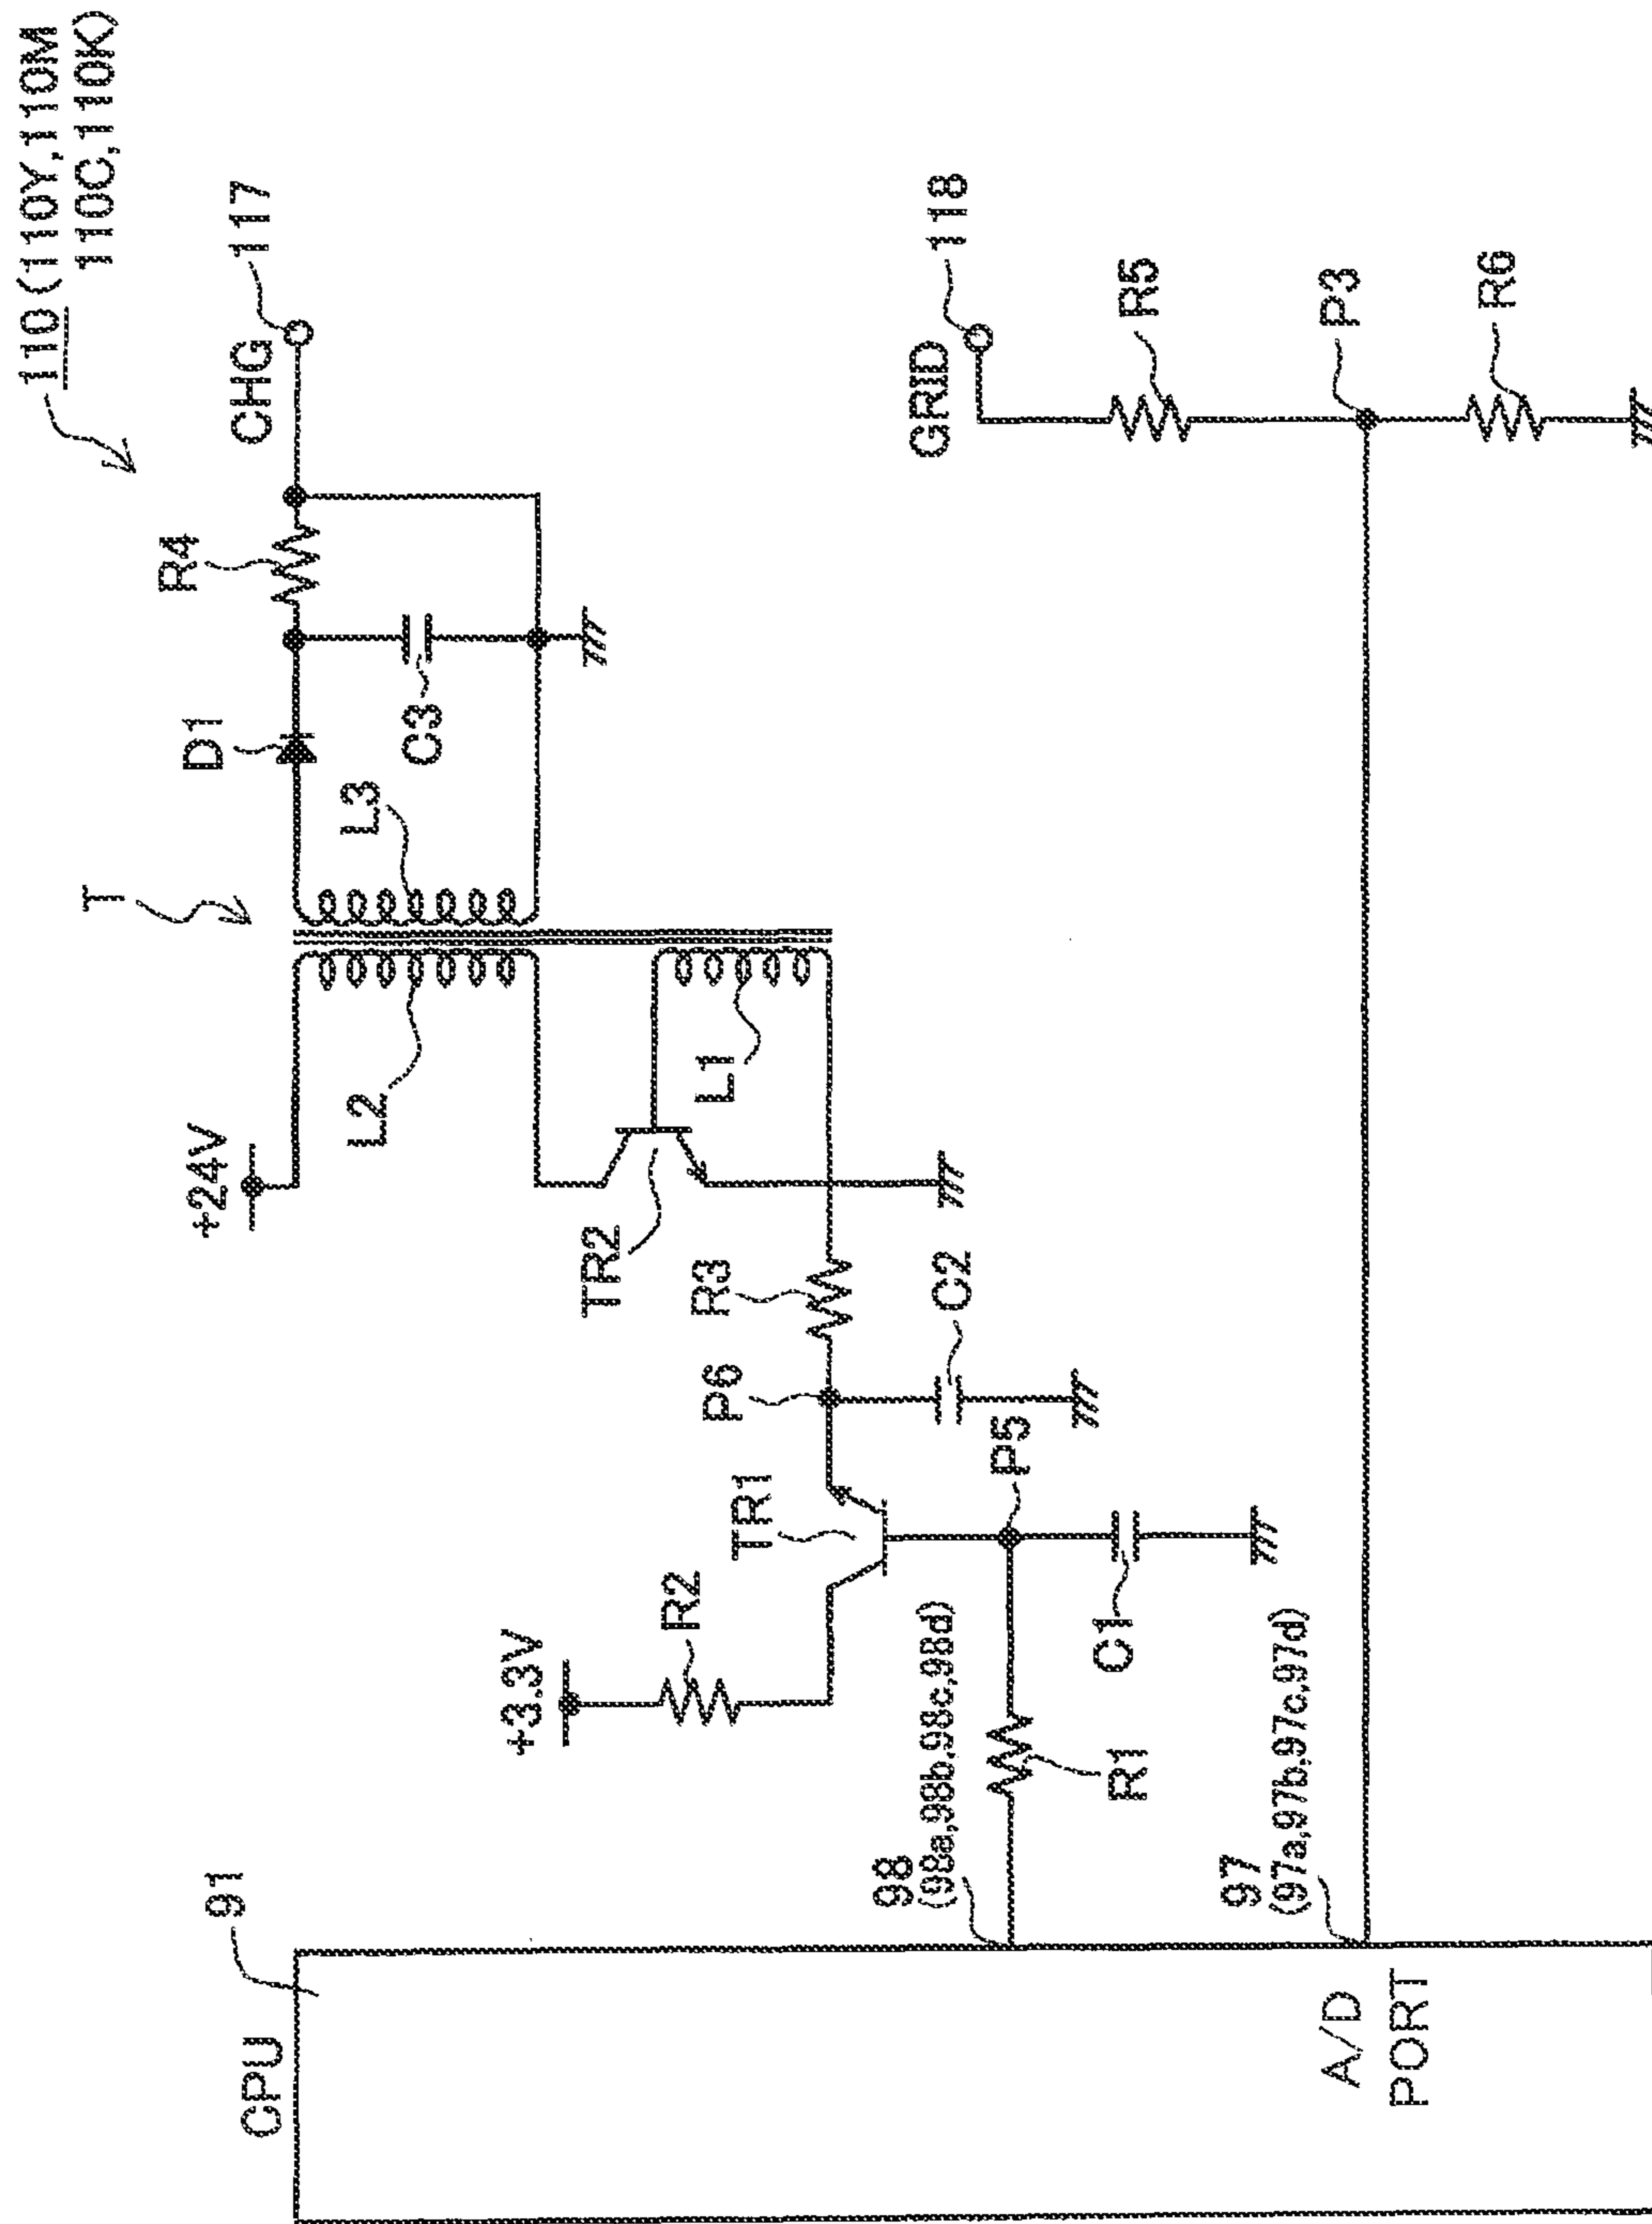 110 (110Y,110M
110C,110K)
T
D1
R4
CHG
117
+24V
L2
L3
C3
TR2
L1
+3.3V
R2
TR1
P6
R3
C2
GRID
118
R5
P3
R6
CPU
91
98
(98a,98b,98c,98d)
R1
P5
C1
97
(97a,97b,97c,97d)
A/D
PORT